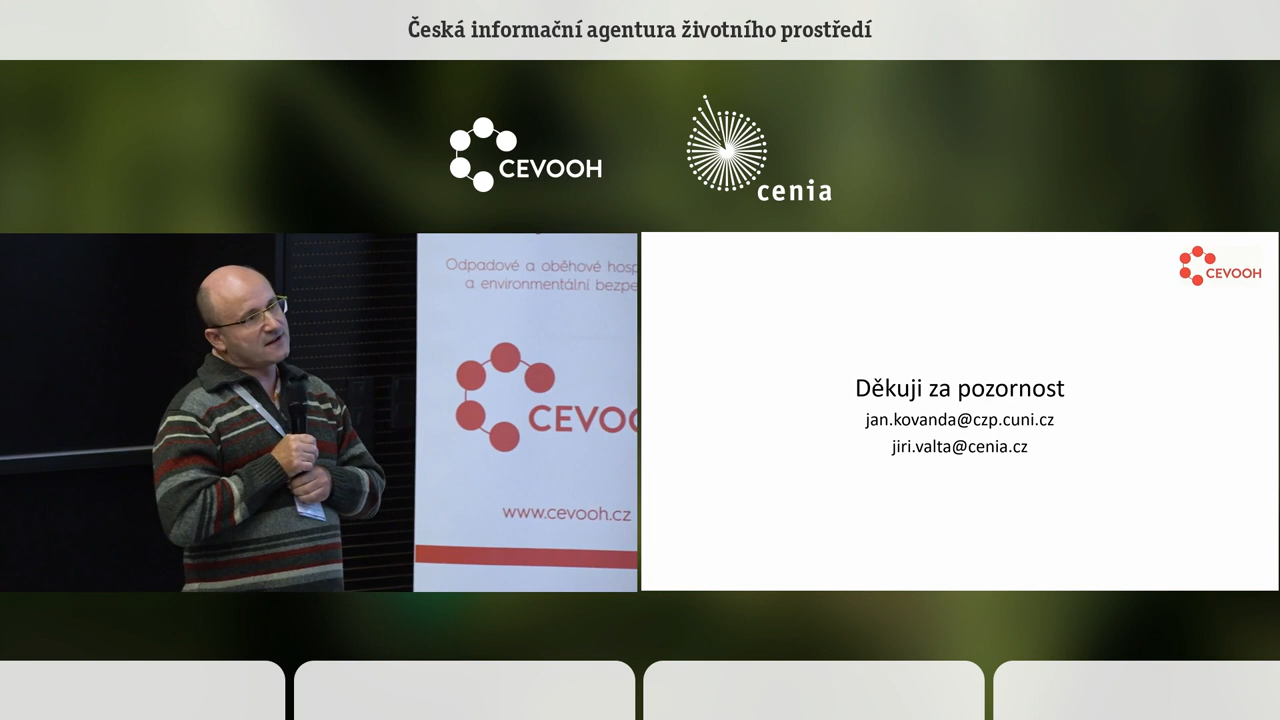 Česká informační agentura životního prostředí
CEVOOH
cenia
Odpadové a oběhové hosp
a environmentální bezpe
CEVOO
www.cevooh.cz
CEVOOH
Děkuji za pozornost
jan.kovanda@czp.cuni.cz
jiri.valta@cenia.cz